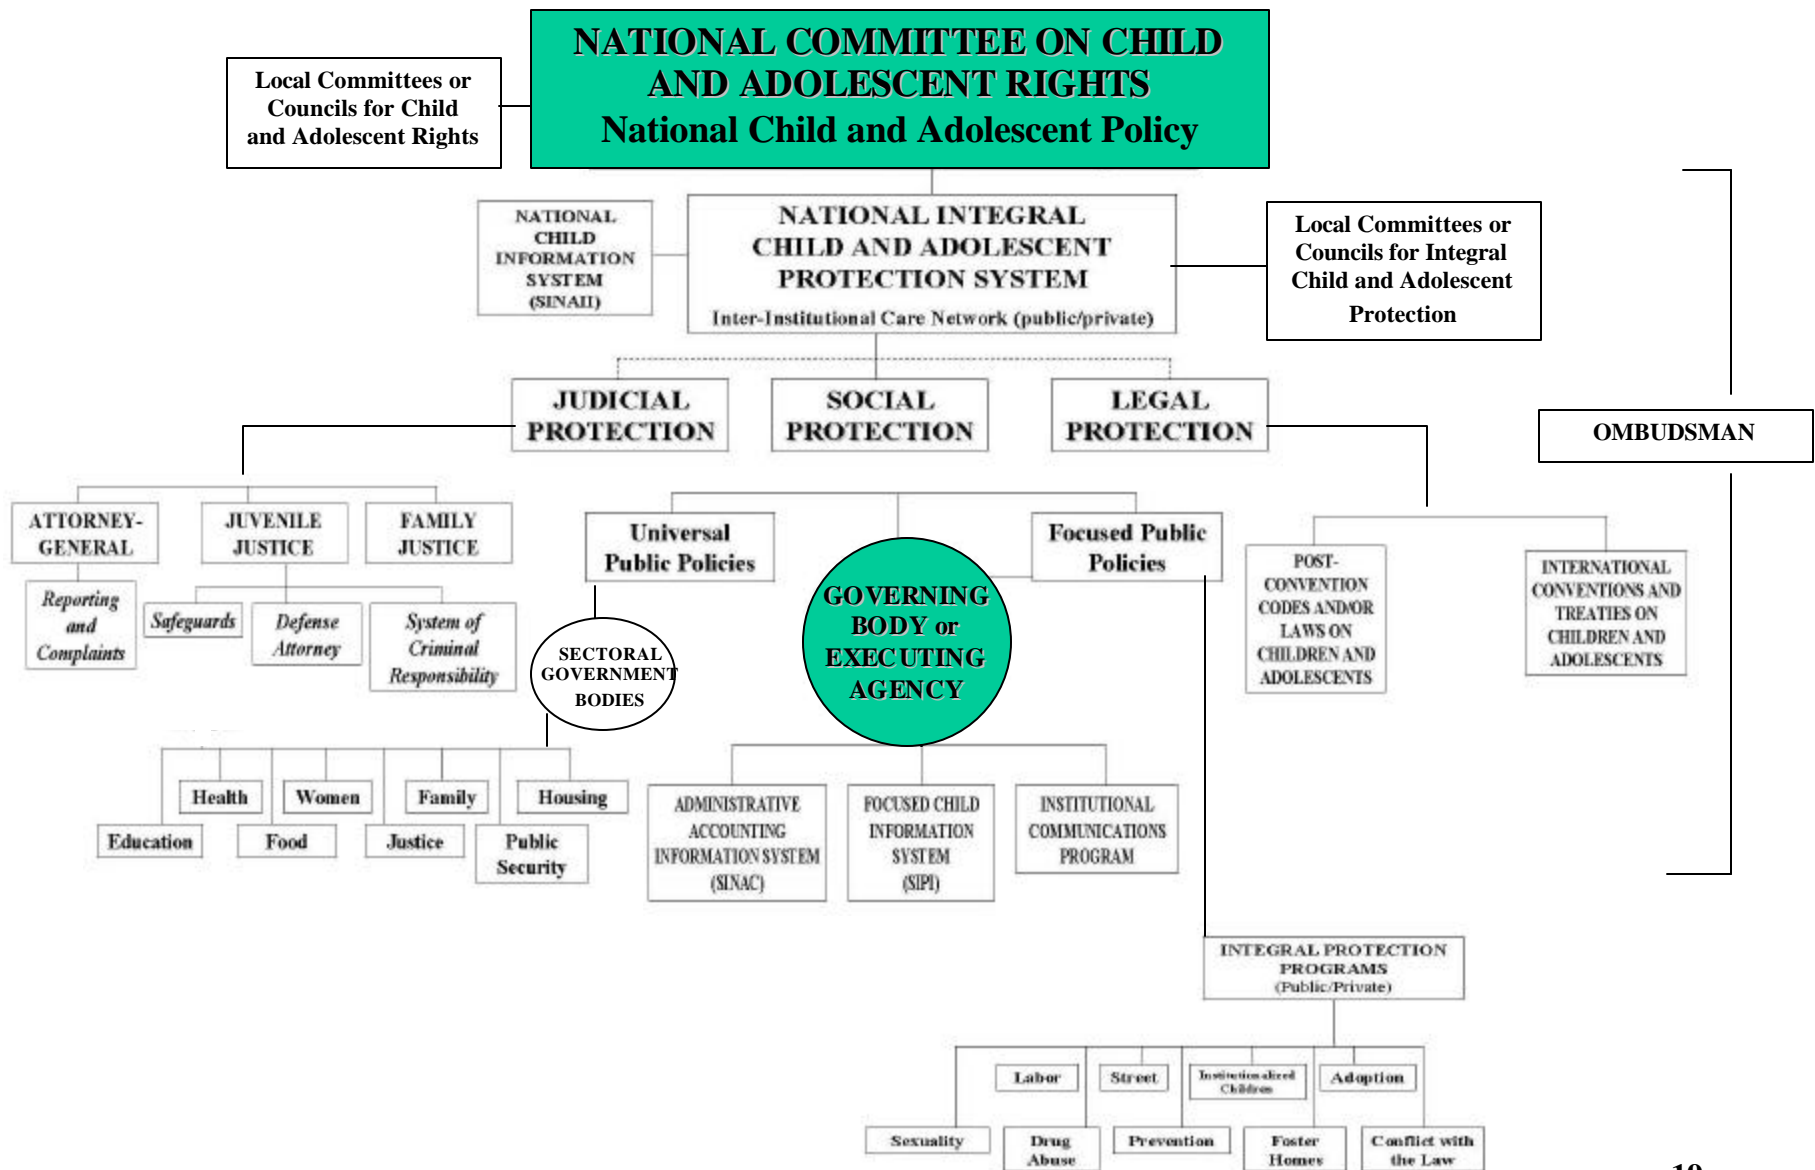 NATIONAL COMMITTEE ON CHILD
AND ADOLESCENT RIGHTS
National Child and Adolescent Policy
Local Committees or
Councils for Child
and Adolescent Rights
NATIONAL
CHILD
INFORMATION
SYSTEM
(SINAII)
NATIONAL INTEGRAL
CHILD AND ADOLESCENT
PROTECTION SYSTEM
Inter-Institutional Care Network (public/private)
Local Committees or
Councils for Integral
Child and Adolescent
Protection
JUDICIAL
PROTECTION
SOCIAL
PROTECTION
LEGAL
PROTECTION
OMBUDSMAN
ATTORNEY-
GENERAL
JUVENILE
JUSTICE
FAMILY
JUSTICE
Universal
Public Policies
Focused Public
Policies
POST-
CONVENTION
CODES AND/OR
LAWS ON
CHILDREN AND
ADOLESCENTS
INTERNATIONAL
CONVENTIONS AND
TREATIES ON
CHILDREN AND
ADOLESCENTS
Reporting
and
Complaints
Safeguards
Defense
Attorney
System of
Criminal
Responsibility
GOVERNING
BODY or
EXECUTING
AGENCY
SECTORAL
GOVERNMENT
BODIES
Health
Women
Family
Housing
Education
Food
Justice
Public
Security
ADMINISTRATIVE
ACCOUNTING
INFORMATION SYSTEM
(SINAC)
FOCUSED CHILD
INFORMATION
SYSTEM
(SIPI)
INSTITUTIONAL
COMMUNICATIONS
PROGRAM
INTEGRAL PROTECTION
PROGRAMS
(Public/Private)
Labor
Street
Institutionalized
Children
Adoption
Sexuality
Drug
Abuse
Prevention
Foster
Homes
Conflict with
the Law